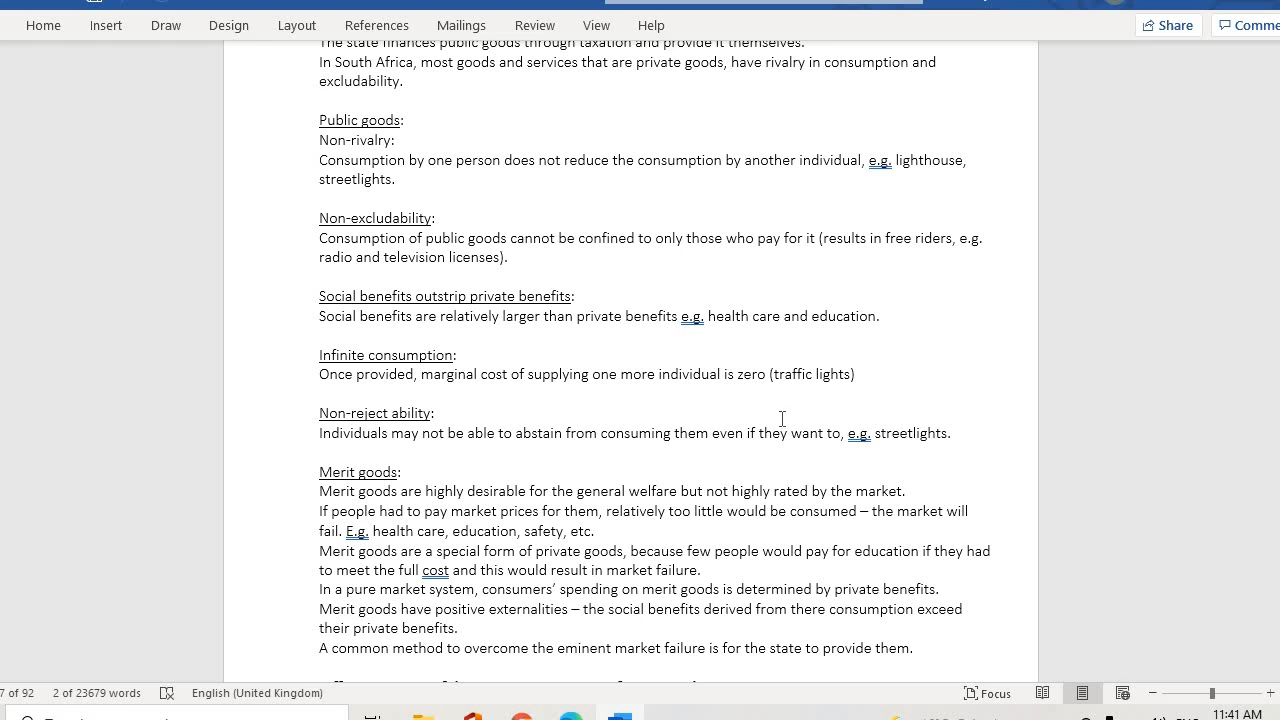 Home Insert Draw Design Layout References Mailings Review View Help Share
The state finances public goods through taxation and provide it themselves.
In South Africa, most goods and services that are private goods, have rivalry in consumption and
excludability.
Public goods:
Non-rivalry:
Consumption by one person does not reduce the consumption by another individual, e.g. lighthouse,
streetlights.
Non-excludability:
Consumption of public goods cannot be confined to only those who pay for it (results in free riders, e.g.
radio and television licenses).
Social benefits outstrip private benefits:
Social benefits are relatively larger than private benefits e.g. health care and education.
Infinite consumption:
Once provided, marginal cost of supplying one more individual is zero (traffic lights)
Non-reject ability:
Individuals may not be able to abstain from consuming them even if they want to, e.g. streetlights.
Merit goods:
Merit goods are highly desirable for the general welfare but not highly rated by the market.
If people had to pay market prices for them, relatively too little would be consumed – the market will
fail. E.g. health care, education, safety, etc.
Merit goods are a special form of private goods, because few people would pay for education if they had
to meet the full cost and this would result in market failure.
In a pure market system, consumers’ spending on merit goods is determined by private benefits.
Merit goods have positive externalities – the social benefits derived from there consumption exceed
their private benefits.
A common method to overcome the eminent market failure is for the state to provide them.
7 of 92 2 of 23679 words English (United Kingdom) Focus
11:41 AM